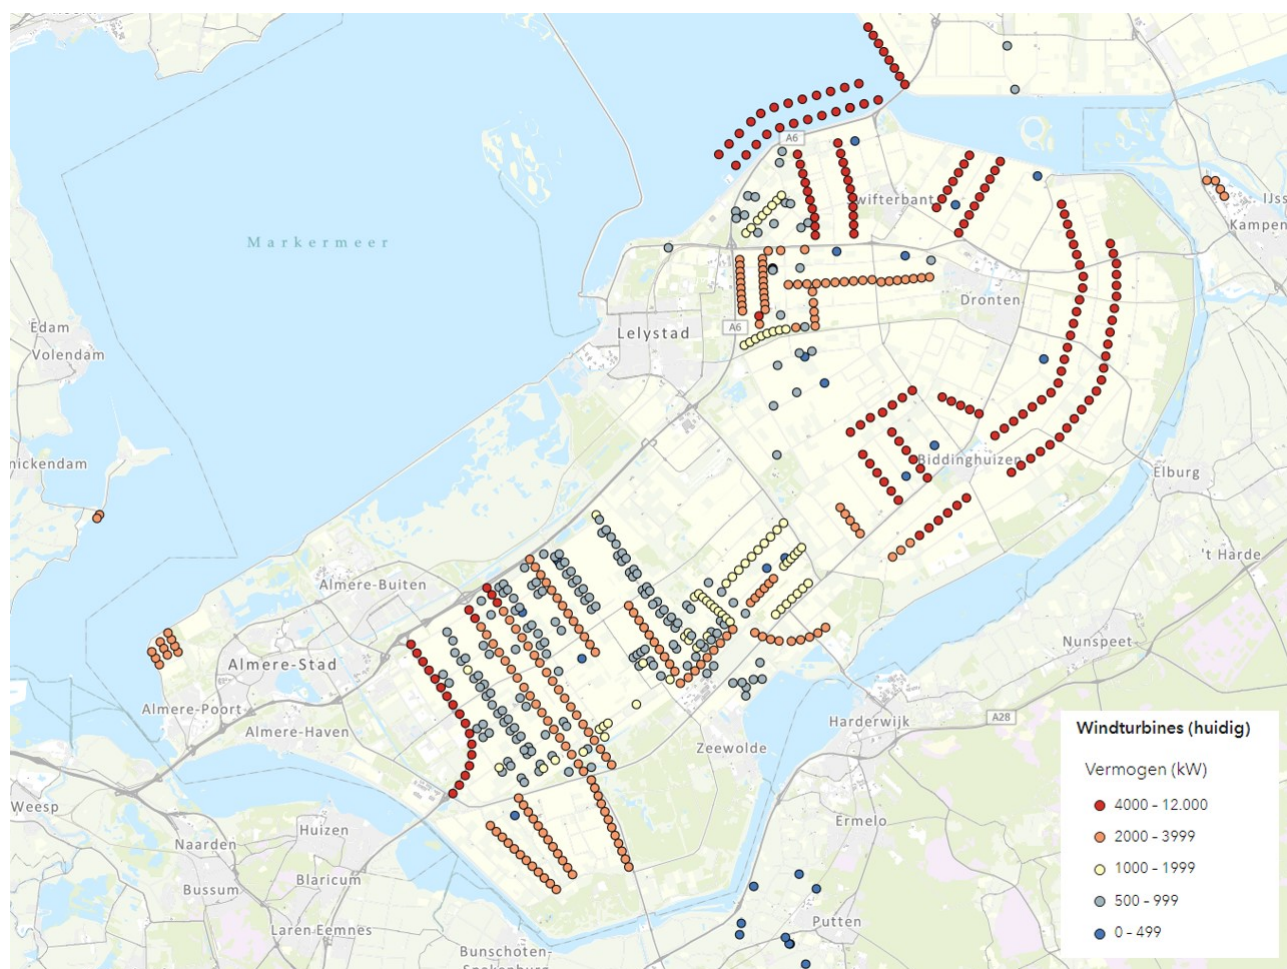 A6
Markermeer
wifterbant
IJss
Kampen
Edam
Volendam
Dronten
A6
Lelystad
nickendam
Biddinghuizen
Elburg
't Harde
Almere-Buiten
Nunspeet
Almere-Stad
Almere-Poort
Almere-Haven
Harderwijk
A28
Zeewolde
Weesp
Huizen
Naarden
Ermelo
Blaricum
Bussum
Laren Eemnes
Putten
Bunschoten-
Spakenburg
Windturbines (huidig)
Vermogen (kW)
4000 - 12.000
2000 - 3999
1000 - 1999
500 - 999
0 - 499